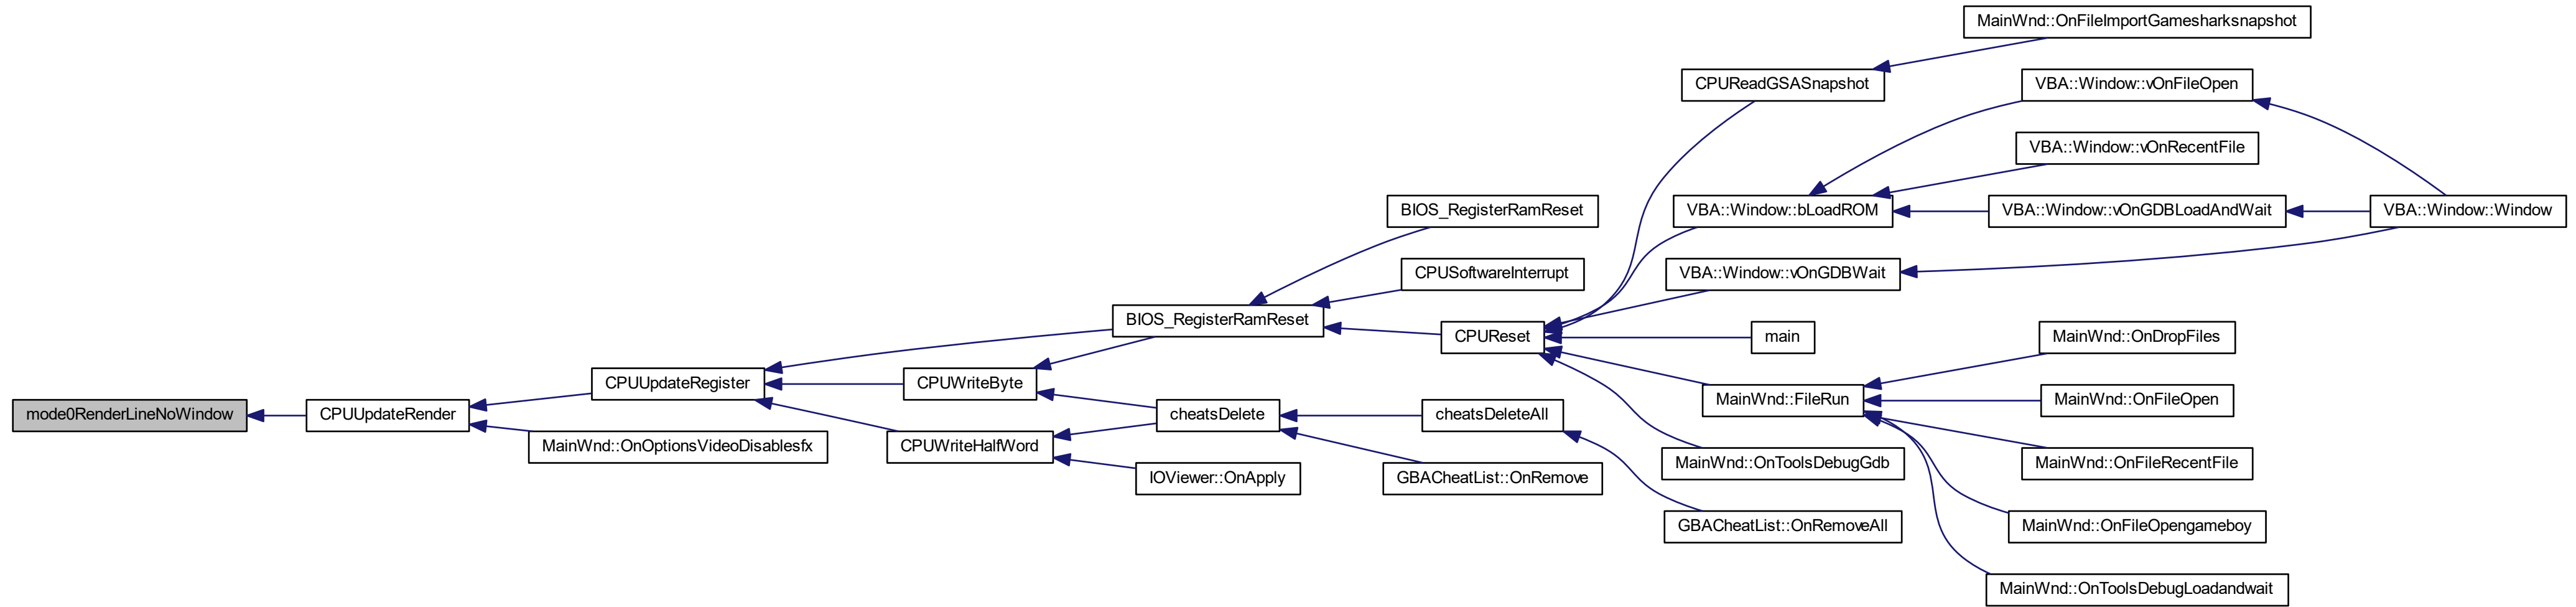 MainWnd::OnFileImportGamesharksnapshot
CPUReadGSASnapshot
VBA::Window::vOnFileOpen
VBA::Window::vOnRecentFile
BIOS_RegisterRamReset
VBA::Window::bLoadROM
VBA::Window::vOnGDBLoadAndWait
VBA::Window::Window
CPUSoftwareInterrupt
VBA::Window::vOnGDBWait
BIOS_RegisterRamReset
CPUReset
main
MainWnd::OnDropFiles
CPUUpdateRegister
CPUWriteByte
MainWnd::FileRun
MainWnd::OnFileOpen
mode0RenderLineNoWindow
CPUUpdateRender
cheatsDelete
cheatsDeleteAll
MainWnd::OnOptionsVideoDisablesfx
CPUWriteHalfWord
MainWnd::OnToolsDebugGdb
MainWnd::OnFileRecentFile
IOViewer::OnApply
GBACheatList::OnRemove
GBACheatList::OnRemoveAll
MainWnd::OnFileOpengameboy
MainWnd::OnToolsDebugLoadandwait